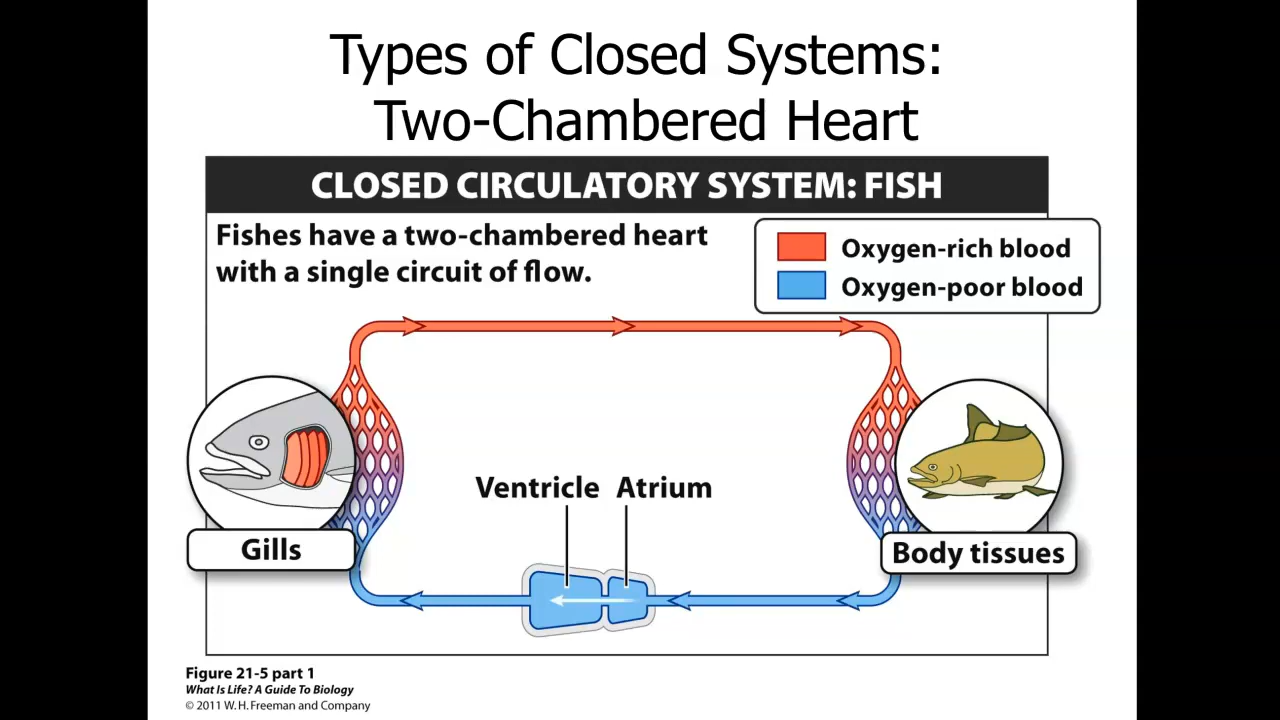 Types of Closed Systems:
Two-Chambered Heart
CLOSED CIRCULATORY SYSTEM: FISH
Fishes have a two-chambered heart
with a single circuit of flow.
Oxygen-rich blood
Oxygen-poor blood
Ventricle Atrium
Gills
Body tissues
Figure 21-5 part 1
What Is Life? A Guide To Biology
© 2011 W. H. Freeman and Company